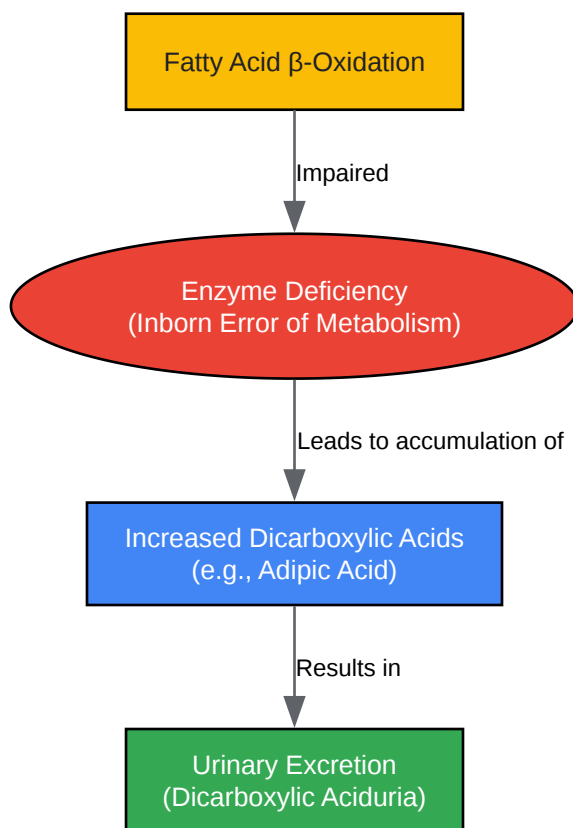 Fatty Acid β-Oxidation
Impaired
Enzyme Deficiency
(Inborn Error of Metabolism)
Leads to accumulation of
Increased Dicarboxylic Acids
(e.g., Adipic Acid)
Results in
Urinary Excretion
(Dicarboxylic Aciduria)